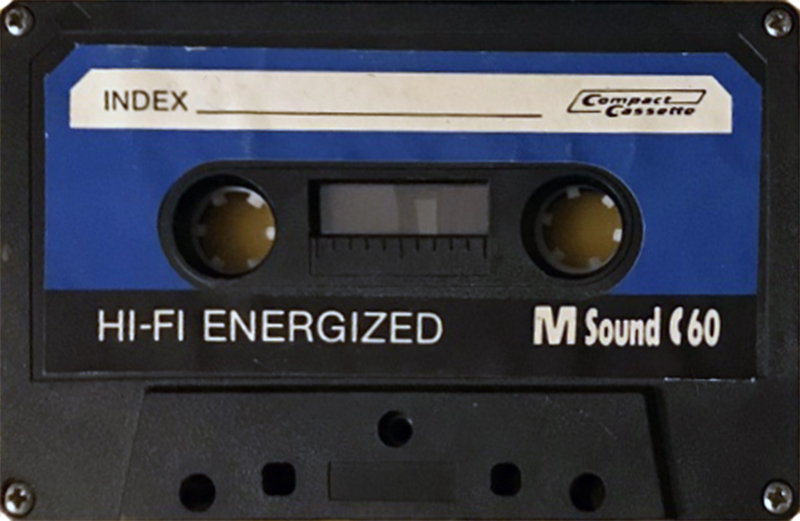 INDEX
Compact
Cassette
HI-FI ENERGIZED
M Sound C60